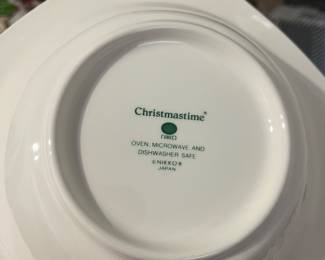 Christmastime®
nikko
OVEN, MICROWAVE AND
DISHWASHER SAFE
©NIKKO®
JAPAN